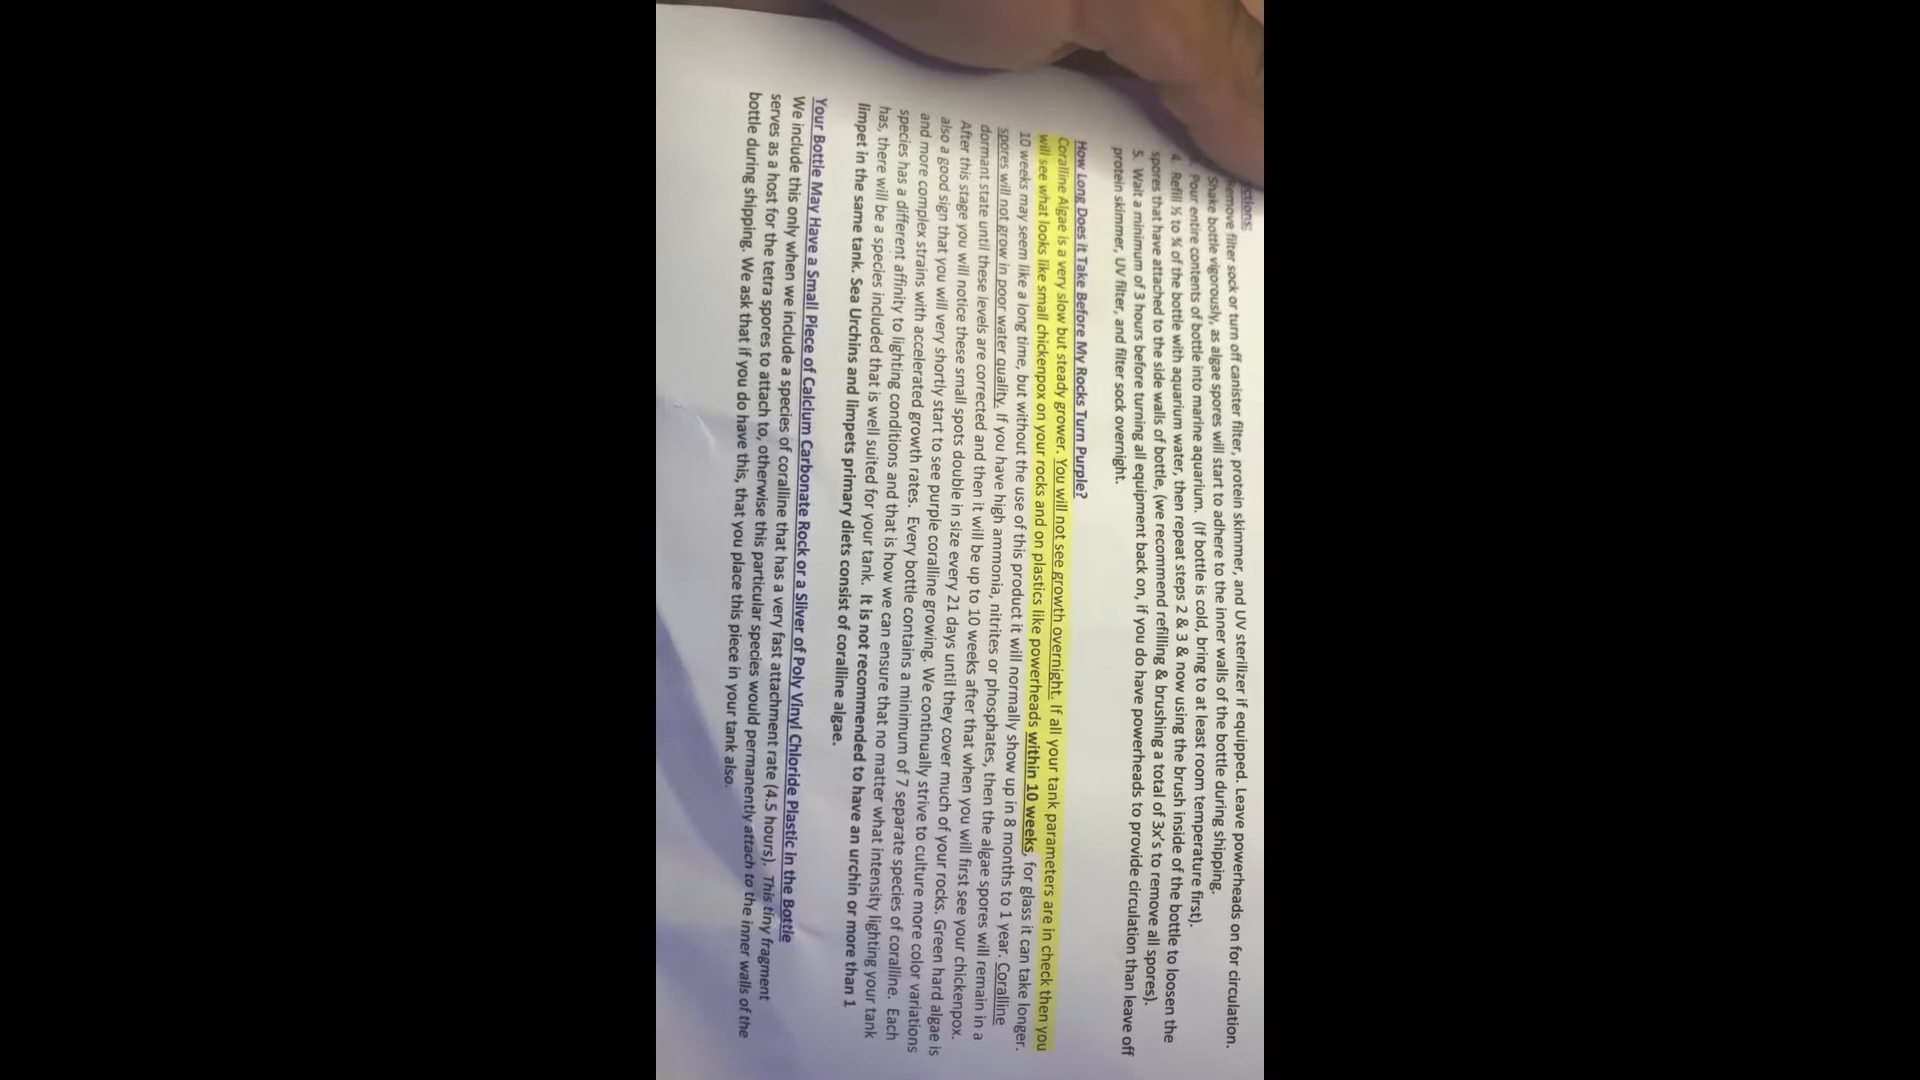 ctions:
emove filter sock or turn off canister filter, protein skimmer, and UV sterilizer if equipped. Leave powerheads on for circulation.
Shake bottle vigorously, as algae spores will start to adhere to the inner walls of the bottle during shipping.
Pour entire contents of bottle into marine aquarium. (If bottle is cold, bring to at least room temperature first).
4. Refill ½ to ¾ of the bottle with aquarium water, then repeat steps 2 & 3 & now using the brush inside of the bottle to loosen the
spores that have attached to the side walls of bottle, (we recommend refilling & brushing a total of 3x's to remove all spores).
5. Wait a minimum of 3 hours before turning all equipment back on, if you do have powerheads to provide circulation than leave off
protein skimmer, UV filter, and filter sock overnight.
How Long Does it Take Before My Rocks Turn Purple?
Coralline Algae is a very slow but steady grower. You will not see growth overnight. If all your tank parameters are in check then you
will see what looks like small chickenpox on your rocks and on plastics like powerheads within 10 weeks, for glass it can take longer.
10 weeks may seem like a long time, but without the use of this product it will normally show up in 8 months to 1 year. Coralline
spores will not grow in poor water quality. If you have high ammonia, nitrites or phosphates, then the algae spores will remain in a
dormant state until these levels are corrected and then it will be up to 10 weeks after that when you will first see your chickenpox.
After this stage you will notice these small spots double in size every 21 days until they cover much of your rocks. Green hard algae is
also a good sign that you will very shortly start to see purple coralline growing. We continually strive to culture more color variations
and more complex strains with accelerated growth rates. Every bottle contains a minimum of 7 separate species of coralline. Each
species has a different affinity to lighting conditions and that is how we can ensure that no matter what intensity lighting your tank
has, there will be a species included that is well suited for your tank. It is not recommended to have an urchin or more than 1
limpet in the same tank. Sea Urchins and limpets primary diets consist of coralline algae.
Your Bottle May Have a Small Piece of Calcium Carbonate Rock or a Sliver of Poly Vinyl Chloride Plastic in the Bottle
We include this only when we include a species of coralline that has a very fast attachment rate (4.5 hours). This tiny fragment
serves as a host for the tetra spores to attach to, otherwise this particular species would permanently attach to the inner walls of the
bottle during shipping. We ask that if you do have this, that you place this piece in your tank also.